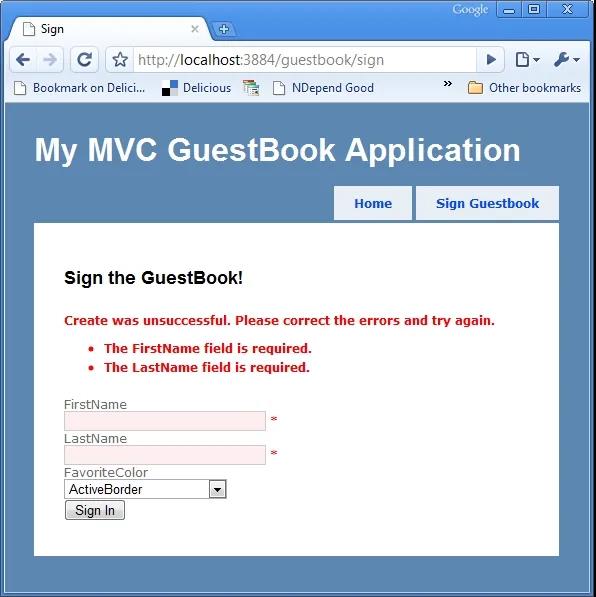 Google
Sign
http://localhost:3884/guestbook/sign
Bookmark on Delici... Delicious NDepend Good » Other bookmarks
My MVC GuestBook Application
Home Sign Guestbook
Sign the GuestBook!
Create was unsuccessful. Please correct the errors and try again.
• The FirstName field is required.
• The LastName field is required.
FirstName
*
LastName
*
FavoriteColor
ActiveBorder
Sign In